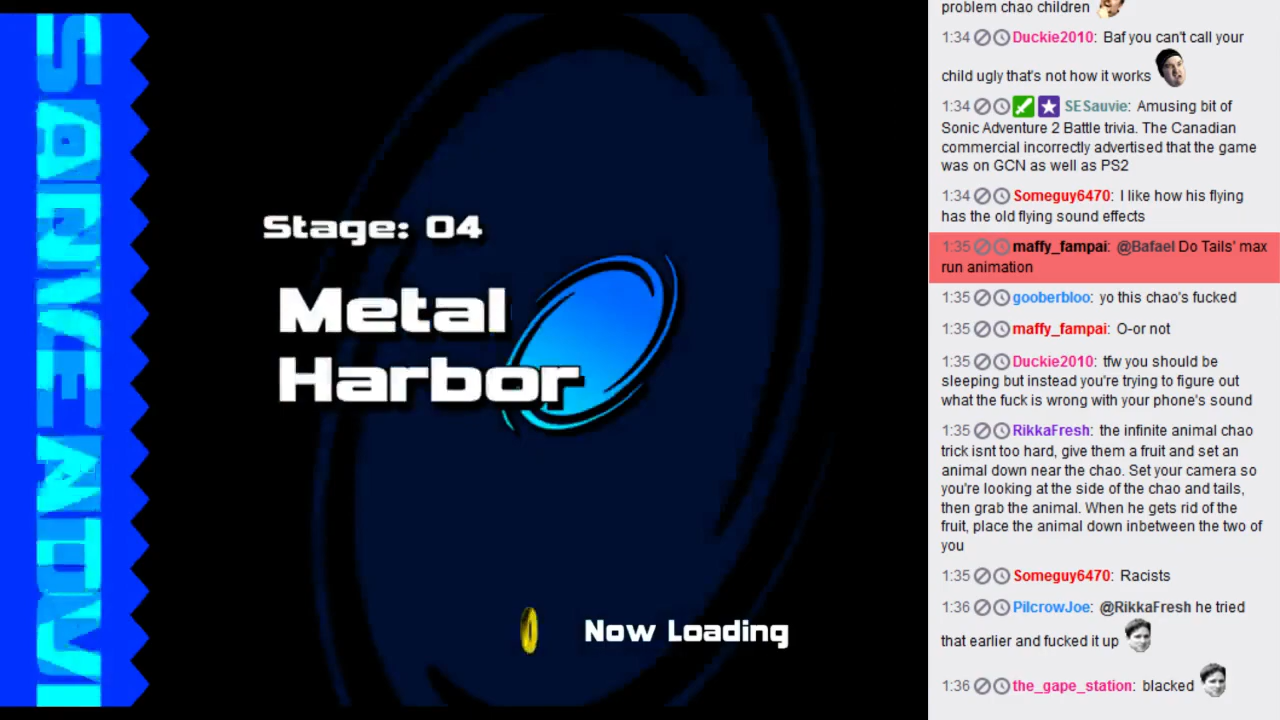 SA
ADVENTU
Stage: 04
Metal
Harbor
Now Loading
problem chao children
1:34 Duckie2010: Baf you can't call your
child ugly that's not how it works
1:34 SESauvie: Amusing bit of
Sonic Adventure 2 Battle trivia. The Canadian
commercial incorrectly advertised that the game
was on GCN as well as PS2
1:34 Someguy6470: I like how his flying
has the old flying sound effects
1:35 maffy_fampai: @Bafael Do Tails' max
run animation
1:35 gooberbloo: yo this chao's fucked
1:35 maffy_fampai: O-or not
1:35 Duckie2010: tfw you should be
sleeping but instead you're trying to figure out
what the fuck is wrong with your phone's sound
1:35 RikkaFresh: the infinite animal chao
trick isnt too hard, give them a fruit and set an
animal down near the chao. Set your camera so
you're looking at the side of the chao and tails,
then grab the animal. When he gets rid of the
fruit, place the animal down inbetween the two of
you
1:35 Someguy6470: Racists
1:36 PilcrowJoe: @RikkaFresh he tried
that earlier and fucked it up
1:36 the_gape_station: blacked